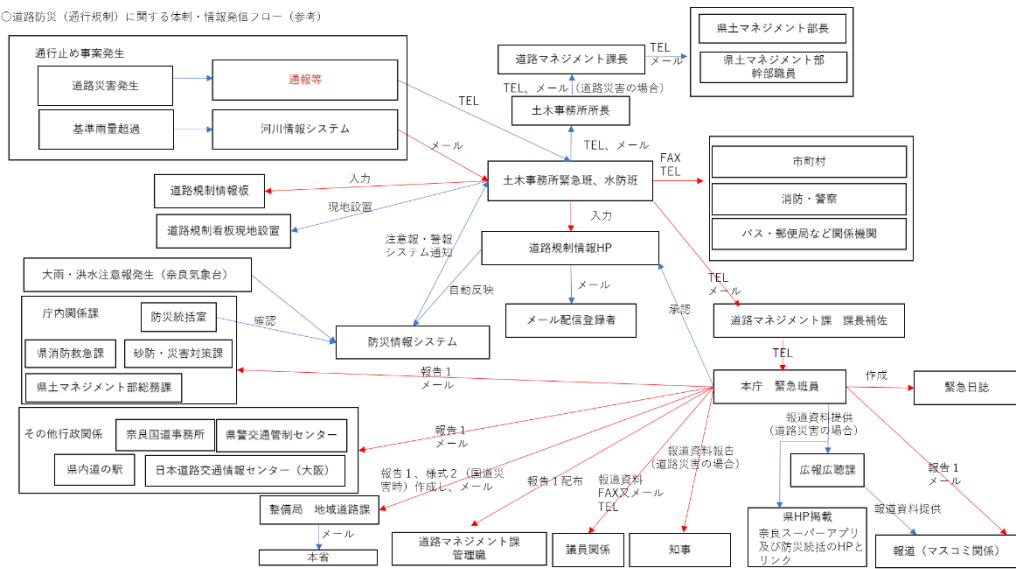 ○道路防災（通行規制）に関する体制・情報発信フロー（参考）
通行止め事案発生
道路災害発生
通報等
基準雨量超過
河川情報システム
TEL
メール
道路マネジメント課長
TEL
メール
県土マネジメント部長
県土マネジメント部
幹部職員
TEL、メール（道路災害の場合）
土木事務所所長
TEL、メール
土木事務所緊急班、水防班
FAX
TEL
市町村
消防・警察
バス・郵便局など関係機関
入力
道路規制情報板
現地設置
道路規制看板現地設置
注意報・警報
システム通知
入力
道路規制情報HP
自動反映
メール
メール配信登録者
承認
TEL
メール
道路マネジメント課　課長補佐
TEL
大雨・洪水注意報発生（奈良気象台）
庁内関係課
防災統括室
確認
防災情報システム
県消防救急課
砂防・災害対策課
県土マネジメント部総務課
報告１
メール
本庁　緊急班員
作成
緊急日誌
その他行政関係
奈良国道事務所
県警交通管制センター
県内道の駅
日本道路交通情報センター（大阪）
報告１
メール
報告１、様式２（国道災
害時）作成し、メール
報告１配布
報道資料
FAX又メール
TEL
報道資料報告
（道路災害の場合）
報道資料提供
（道路災害の場合）
広報広聴課
報告１
メール
報道資料提供
整備局　地域道路課
メール
本省
道路マネジメント課
管理職
議員関係
知事
県HP掲載
奈良スーパーアプリ
及び防災統括のHPと
リンク
報道（マスコミ関係）